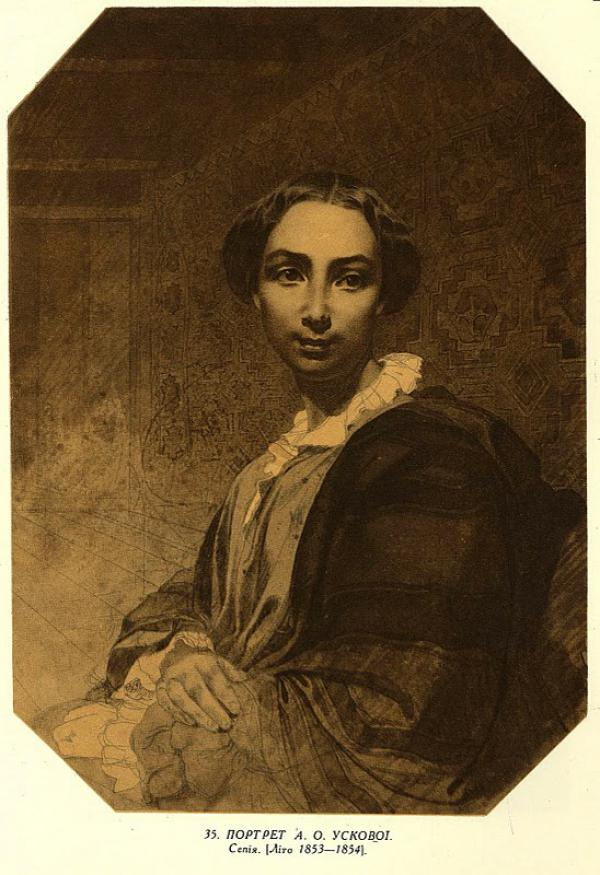 35. ПОРТРЕТ А. О. УСКОВОЇ.
Сепія. [Літо 1853—1854].